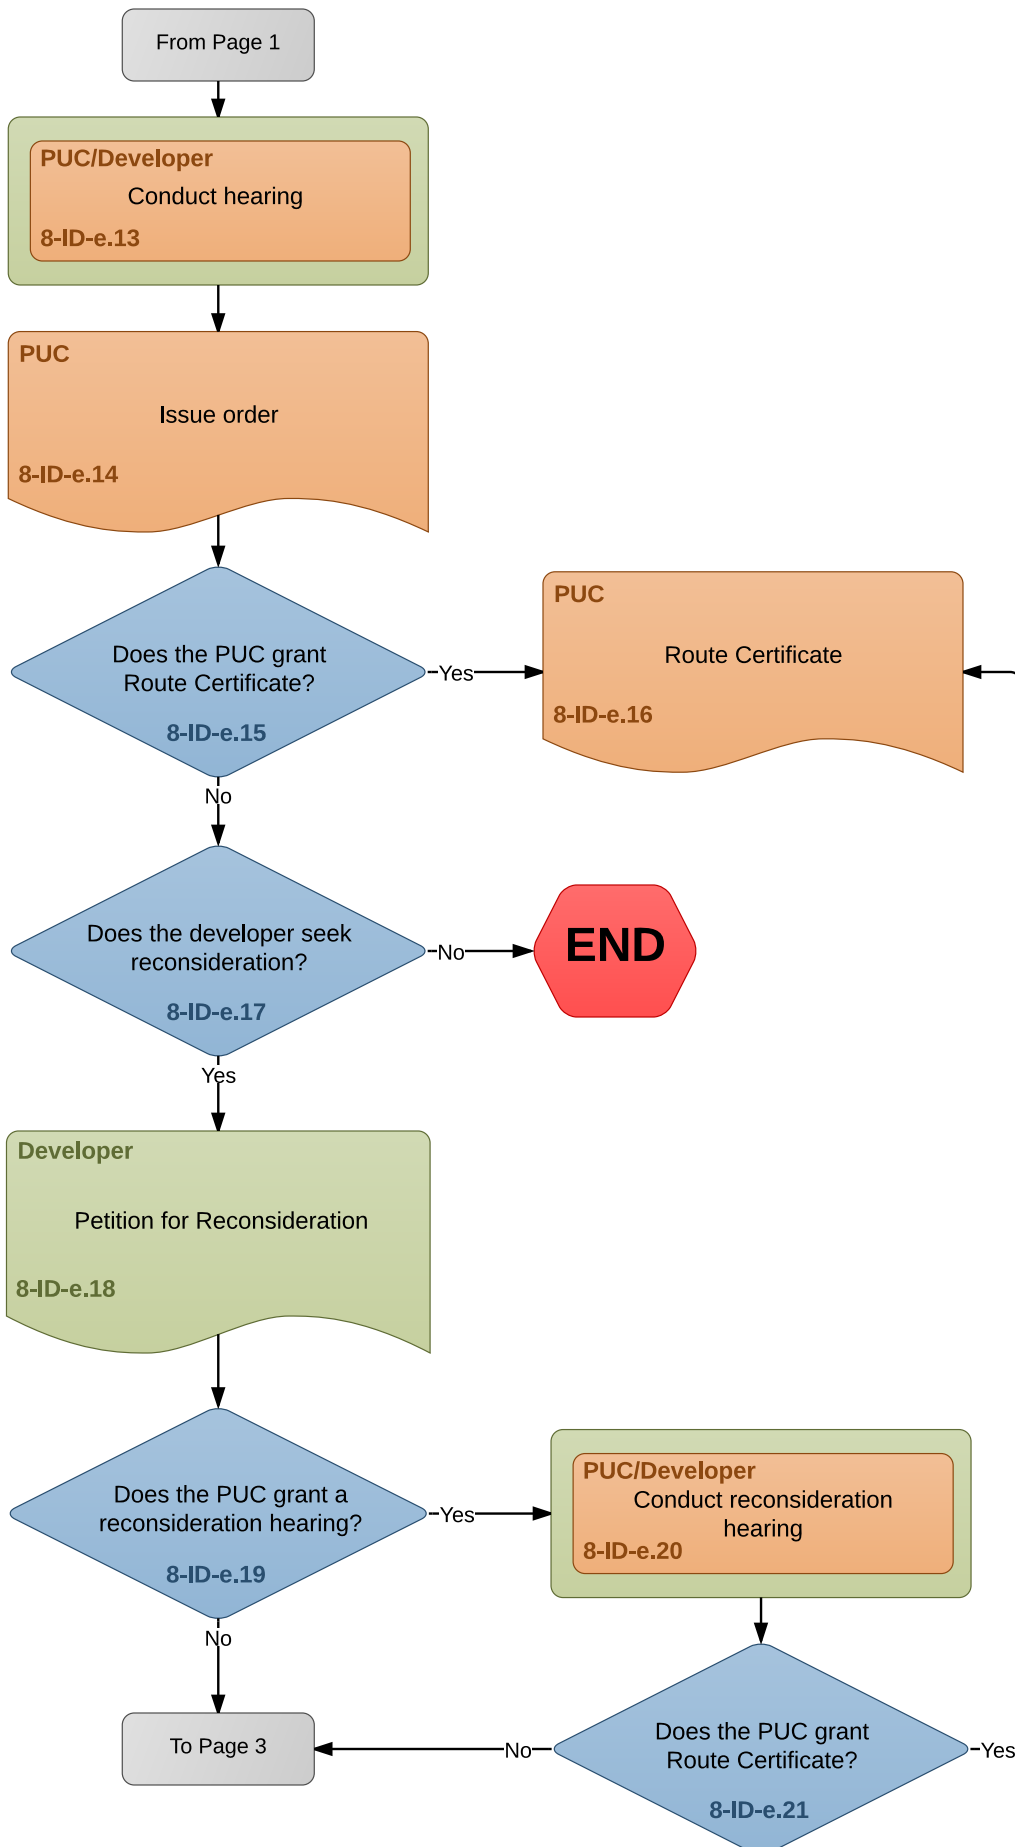 From Page 1
PUC/Developer
Conduct hearing
8-ID-e.13
PUC
Issue order
8-ID-e.14
Does the PUC grant
Route Certificate?
8-ID-e.15
Yes
PUC
Route Certificate
8-ID-e.16
No
Does the developer seek
reconsideration?
8-ID-e.17
No
END
Yes
Developer
Petition for Reconsideration
8-ID-e.18
Does the PUC grant a
reconsideration hearing?
8-ID-e.19
Yes
PUC/Developer
Conduct reconsideration
hearing
8-ID-e.20
No
To Page 3
No
Does the PUC grant
Route Certificate?
8-ID-e.21
Yes